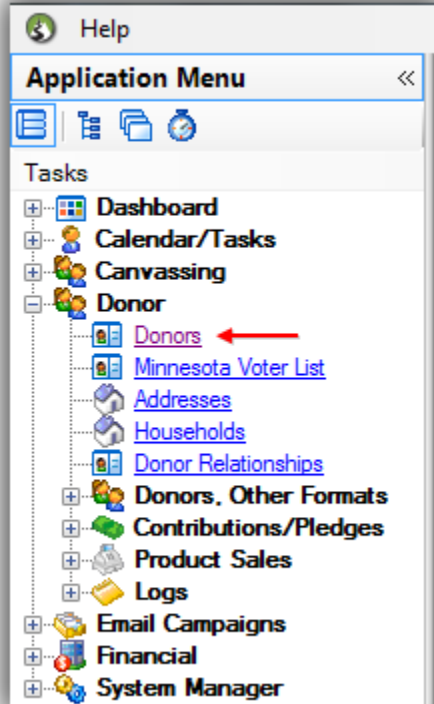 Help
Application Menu
Tasks
Dashboard
Calendar/Tasks
Canvassing
Donor
Donors
Minnesota Voter List
Addresses
Households
Donor Relationships
Donors, Other Formats
Contributions/Pledges
Product Sales
Logs
Email Campaigns
Financial
System Manager